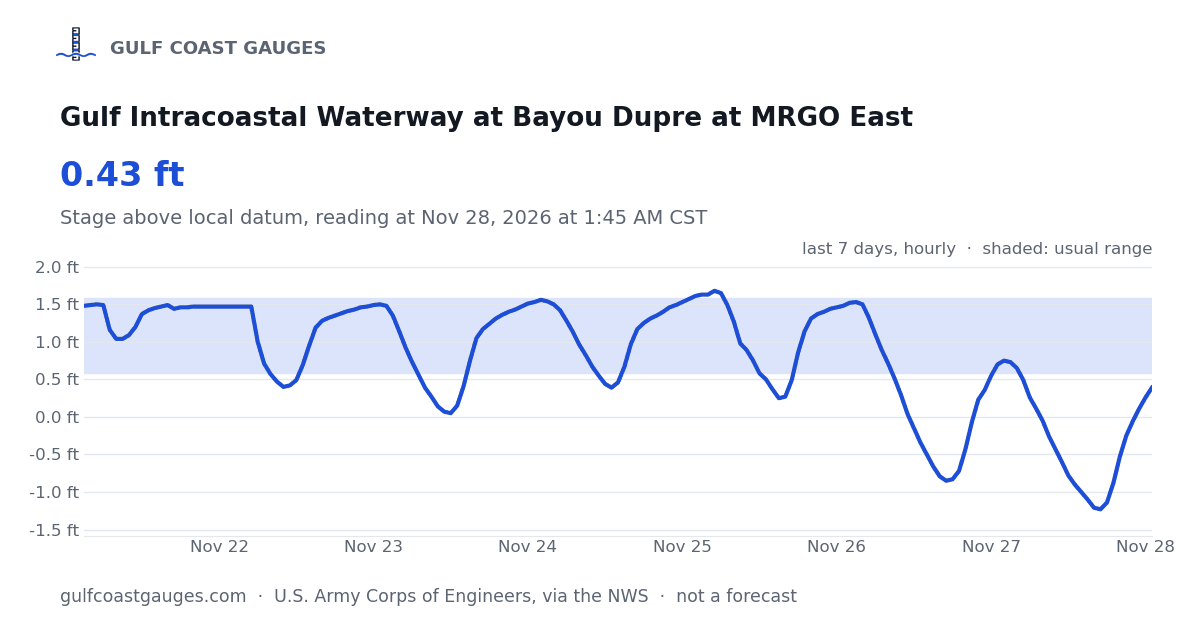 GULF COAST GAUGES
Gulf Intracoastal Waterway at Bayou Dupre at MRGO East
0.43 ft
Stage above local datum, reading at Nov 28, 2026 at 1:45 AM CST
last 7 days, hourly · shaded: usual range
2.0 ft
1.5 ft
1.0 ft
0.5 ft
0.0 ft
-0.5 ft
-1.0 ft
-1.5 ft
Nov 22 Nov 23 Nov 24 Nov 25 Nov 26 Nov 27 Nov 28
gulfcoastgauges.com · U.S. Army Corps of Engineers, via the NWS · not a forecast